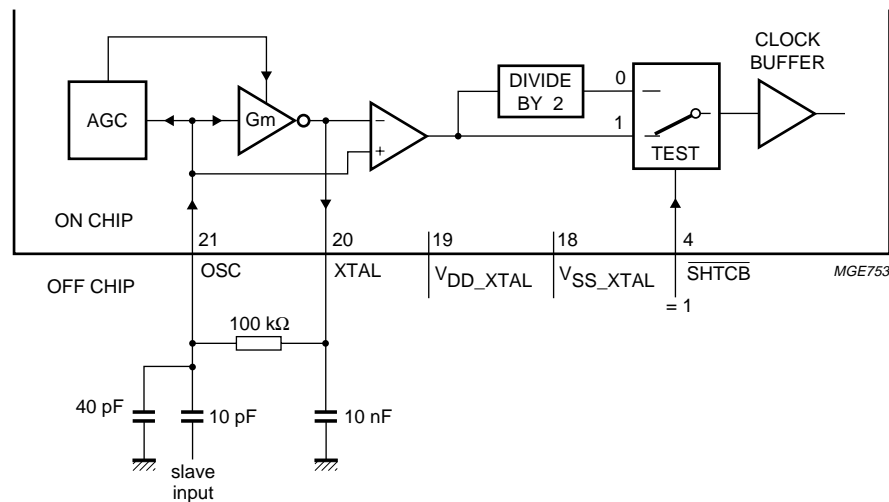 CLOCK
BUFFER
DIVIDE
BY 2
0
1
AGC
Gm
−
+
TEST
ON CHIP
21
20
19
18
4
OFF CHIP
OSC
XTAL
VDD_XTAL
VSS_XTAL
SHTCB
MGE753
= 1
100 kΩ
40 pF
10 pF
10 nF
slave
input